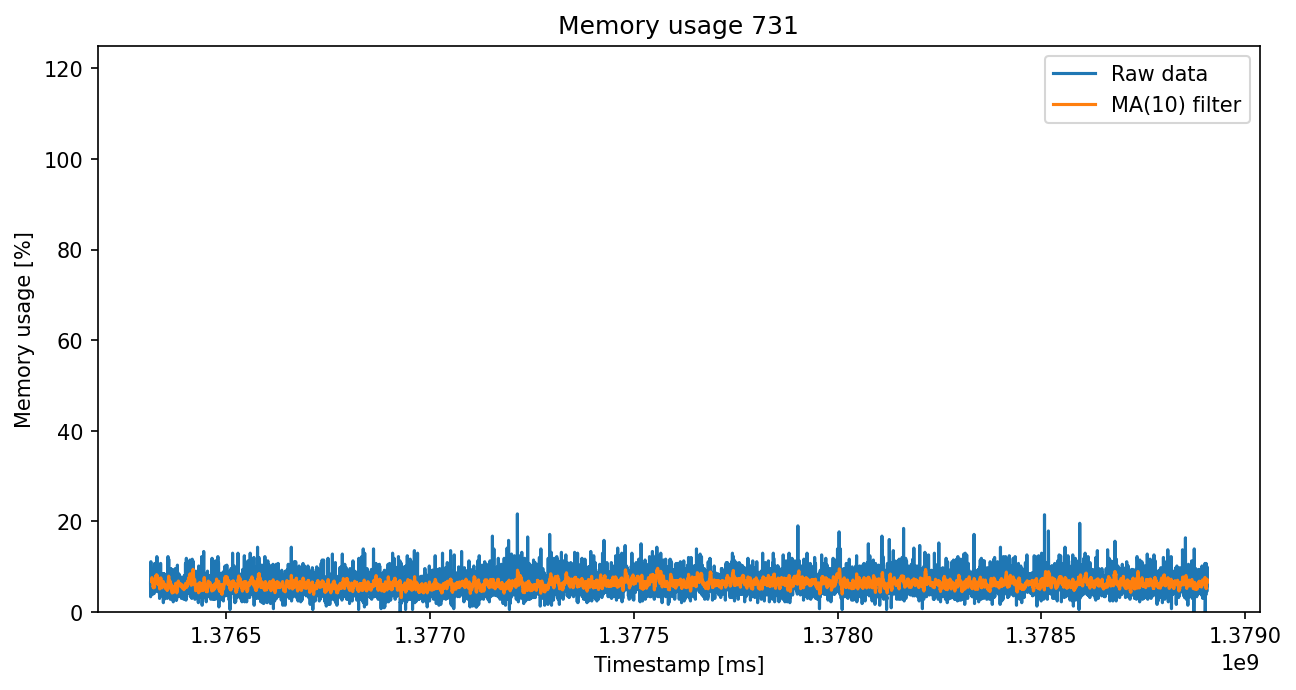 Memory usage 731
Raw data
MA(10) filter
Memory usage [%]
120
100
80
60
40
20
0
1.3765 1.3770 1.3775 1.3780 1.3785 1.3790
1e9
Timestamp [ms]